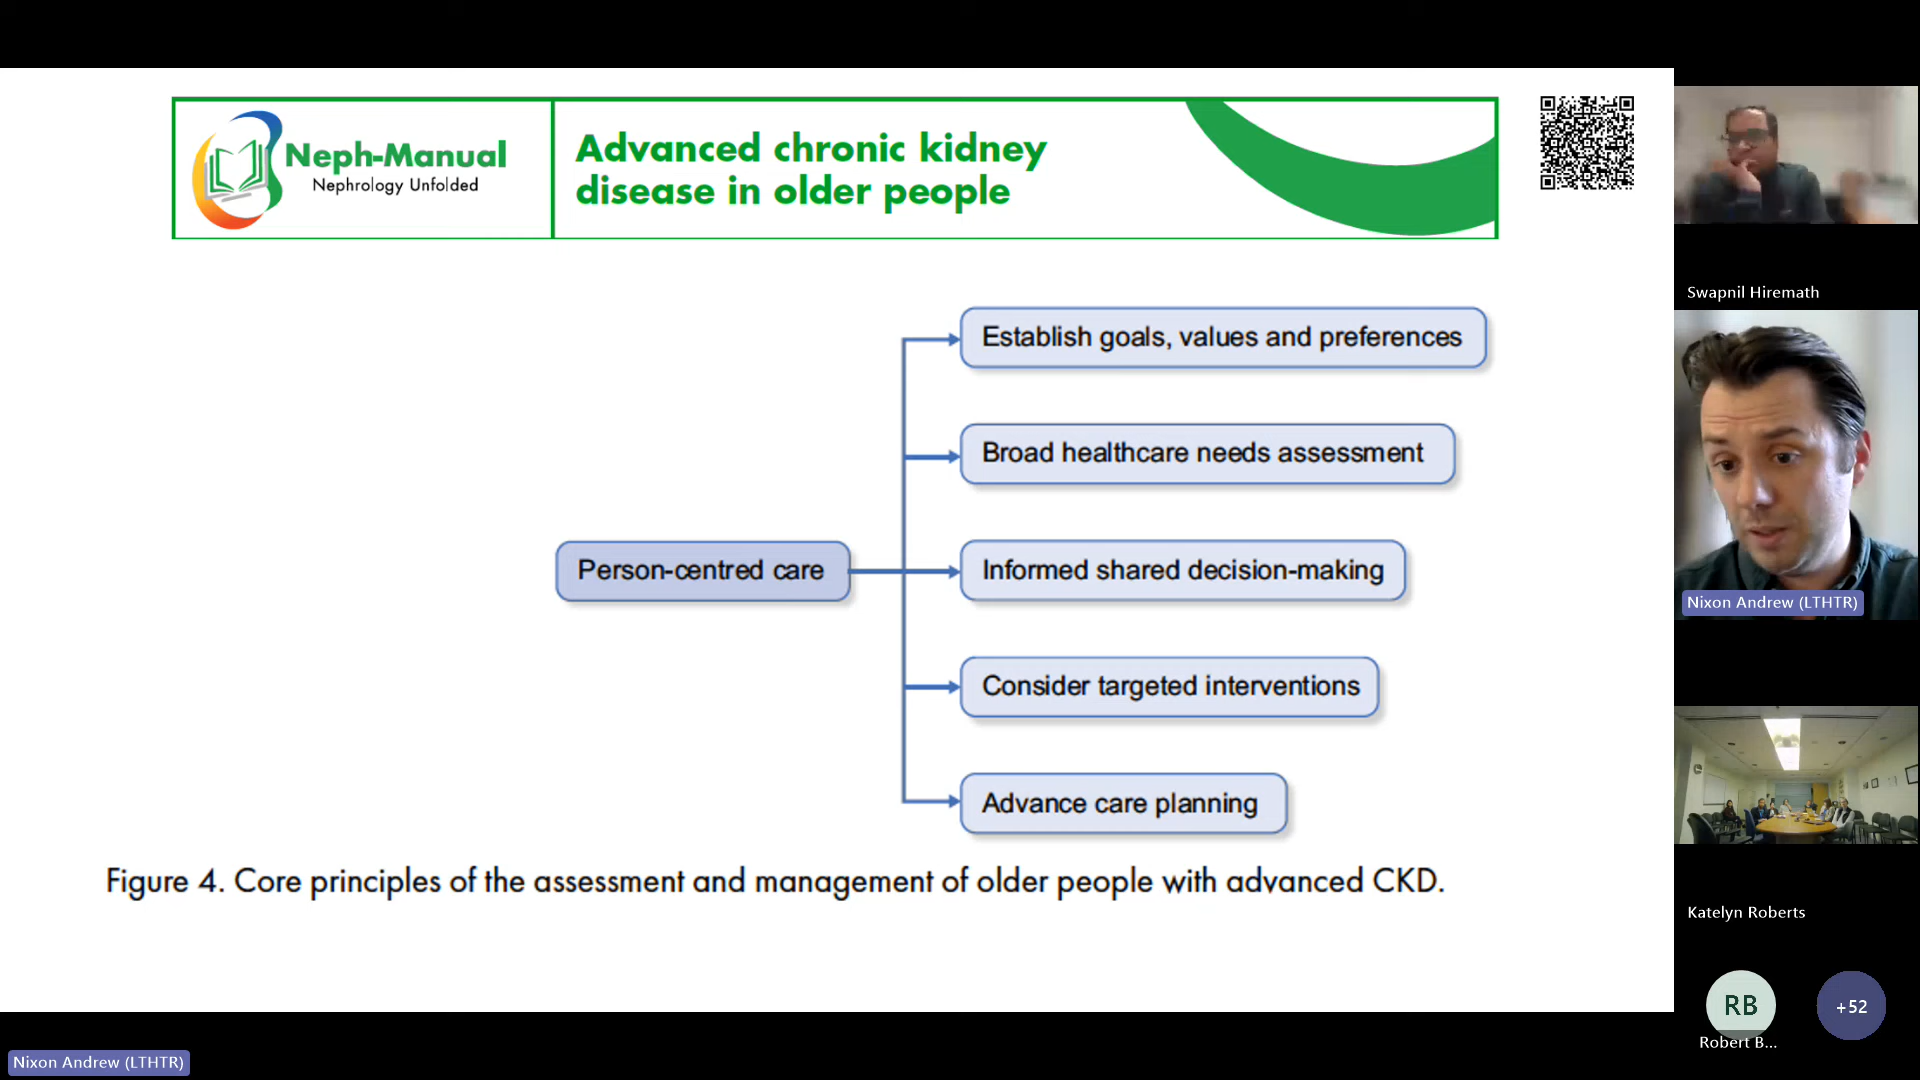 Neph-Manual
Nephrology Unfolded
Advanced chronic kidney
disease in older people
Person-centred care
Establish goals, values and preferences
Broad healthcare needs assessment
Informed shared decision-making
Consider targeted interventions
Advance care planning
Figure 4. Core principles of the assessment and management of older people with advanced CKD.
Swapnil Hiremath
Nixon Andrew (LTHTR)
Katelyn Roberts
RB
Robert B...
+52
Nixon Andrew (LTHTR)